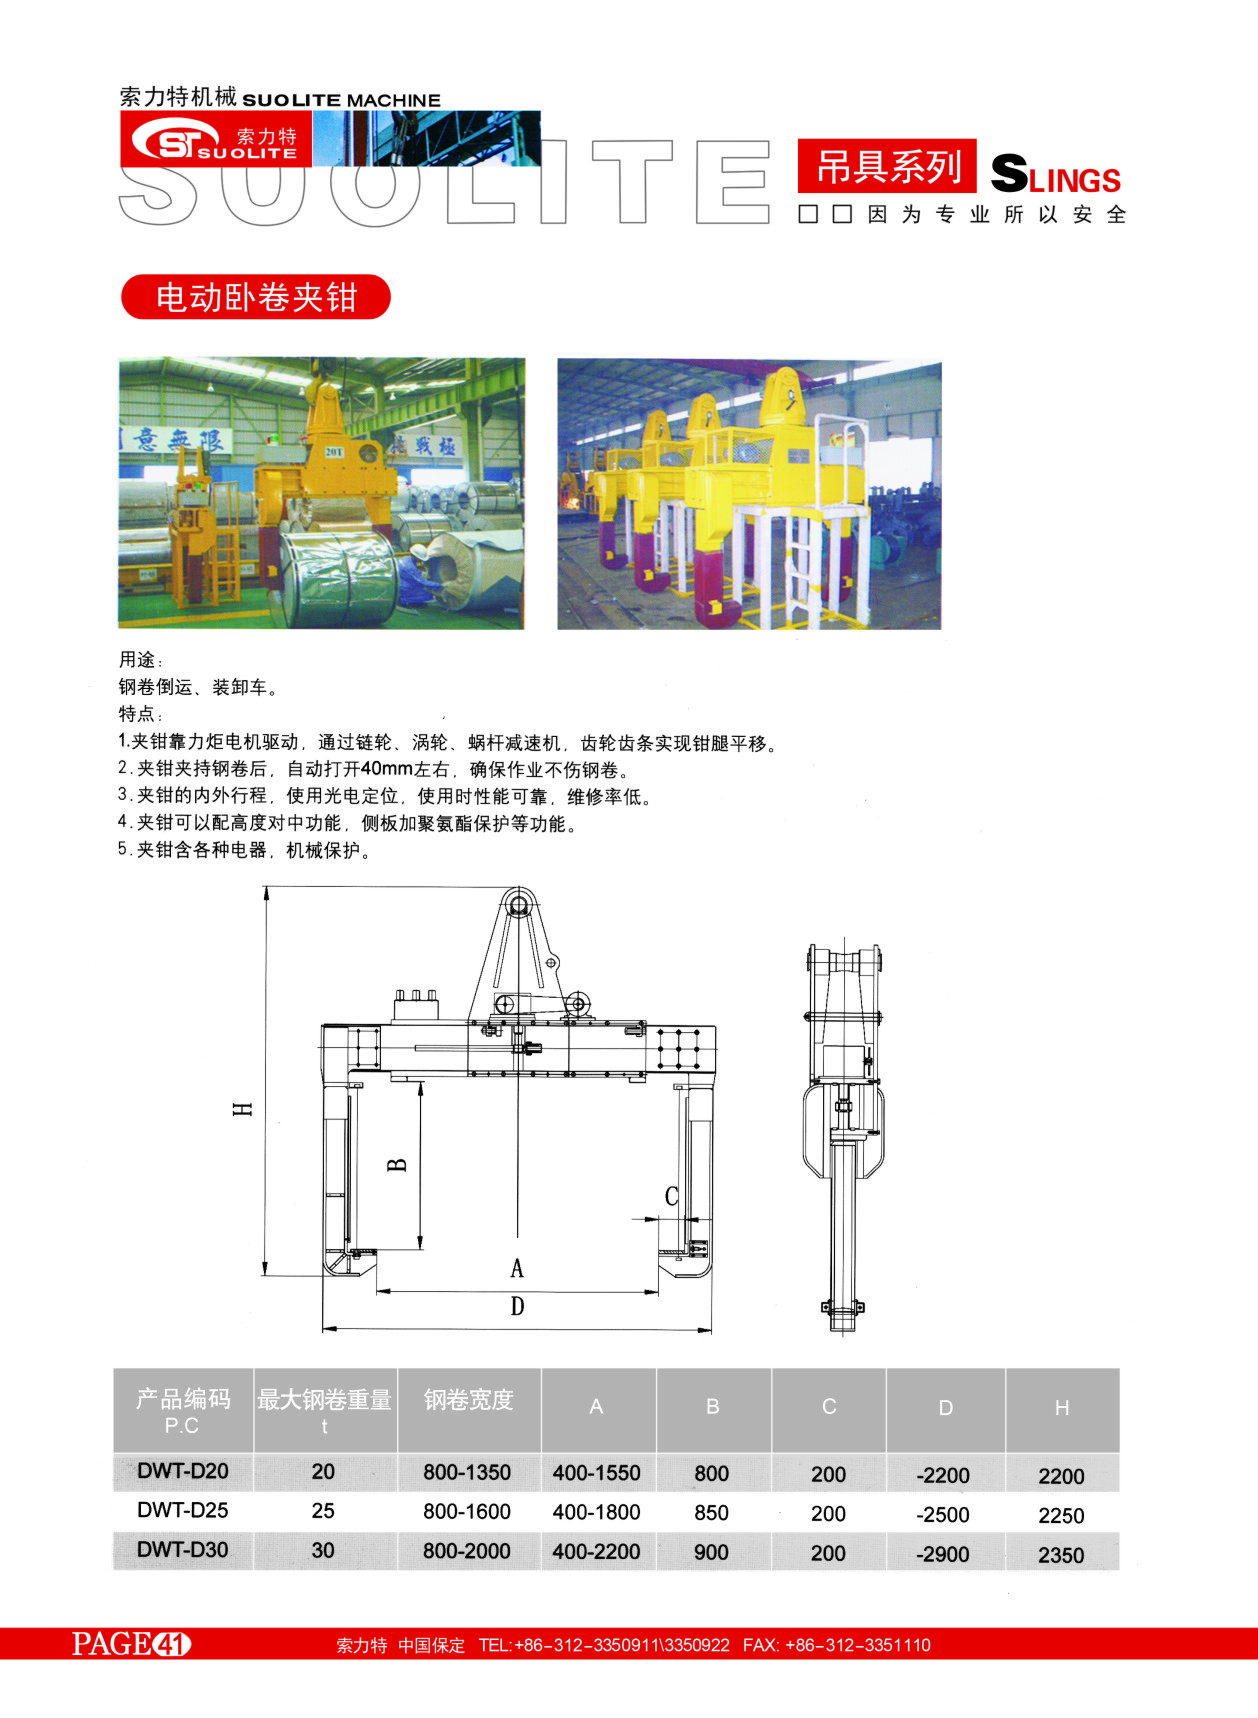 索力特机械 SUOLITE MACHINE
ST 索力特
SUOLITE
SUOLITE
吊具系列 SLINGS
□□因为专业所以安全
电动卧卷夹钳
意無限
20T
挑戰極
用途：
钢卷倒运、装卸车。
特点：
1.夹钳靠力炬电机驱动，通过链轮、涡轮、蜗杆减速机，齿轮齿条实现钳腿平移。
2.夹钳夹持钢卷后，自动打开40mm左右，确保作业不伤钢卷。
3.夹钳的内外行程，使用光电定位，使用时性能可靠，维修率低。
4.夹钳可以配高度对中功能，侧板加聚氨酯保护等功能。
5.夹钳含各种电器，机械保护。
H
B
C
A
D
产品编码 P.C 最大钢卷重量 t 钢卷宽度 A B C D H
DWT-D20 20 800-1350 400-1550 800 200 -2200 2200
DWT-D25 25 800-1600 400-1800 850 200 -2500 2250
DWT-D30 30 800-2000 400-2200 900 200 -2900 2350
PAGE 41 索力特 中国保定 TEL:+86-312-3350911\3350922 FAX: +86-312-3351110